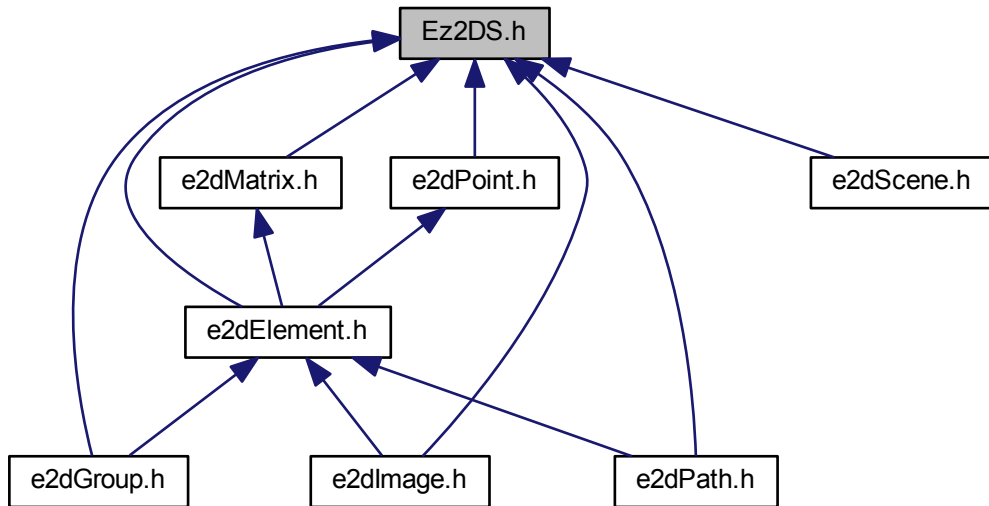 Ez2DS.h
e2dMatrix.h
e2dPoint.h
e2dScene.h
e2dElement.h
e2dGroup.h
e2dImage.h
e2dPath.h